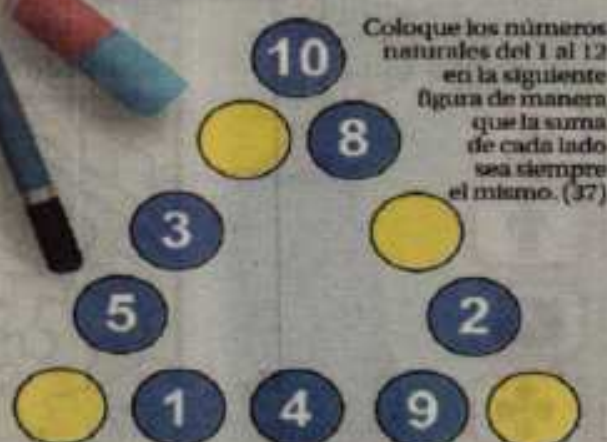 Coloque los números
naturales del 1 al 12
en la siguiente
figura de manera
que la suma
de cada lado
sea siempre
el mismo. (37)
10
8
3
5
2
1 4 9